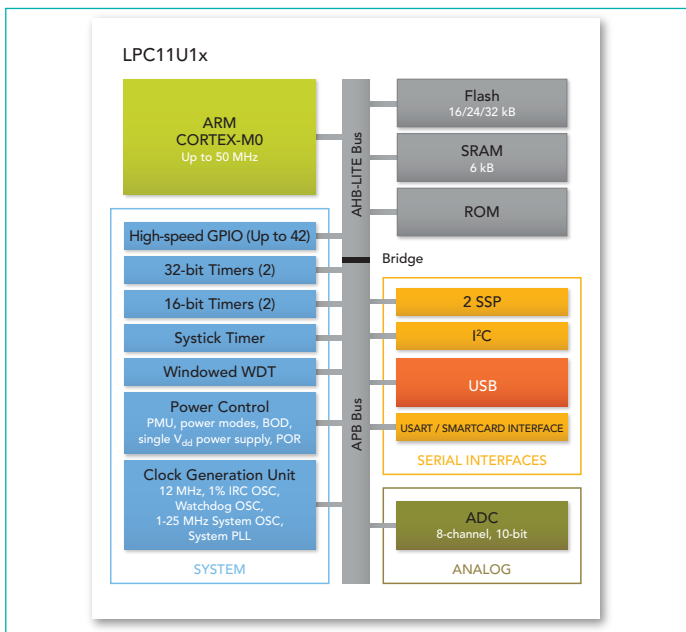 LPC11U1x
ARM
CORTEX-M0
Up to 50 MHz
AHB-LITE Bus
Flash
16/24/32 kB
SRAM
6 kB
ROM
High-speed GPIO (Up to 42)
32-bit Timers (2)
16-bit Timers (2)
Systick Timer
Windowed WDT
Power Control
PMU, power modes, BOD,
single Vdd power supply, POR
Clock Generation Unit
12 MHz, 1% IRC OSC,
Watchdog OSC,
1-25 MHz System OSC,
System PLL
SYSTEM
Bridge
APB Bus
2 SSP
I²C
USB
USART / SMARTCARD INTERFACE
SERIAL INTERFACES
ADC
8-channel, 10-bit
ANALOG